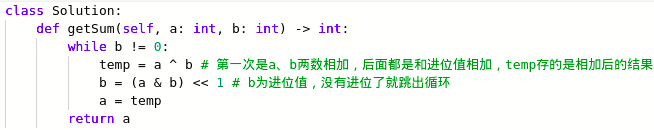 class Solution:
    def getSum(self, a: int, b: int) -> int:
        while b != 0:
            temp = a ^ b # 第一次是a、b两数相加，后面都是和进位值相加，temp存的是相加后的结果
            b = (a & b) << 1 # b为进位值，没有进位了就跳出循环
            a = temp
        return a